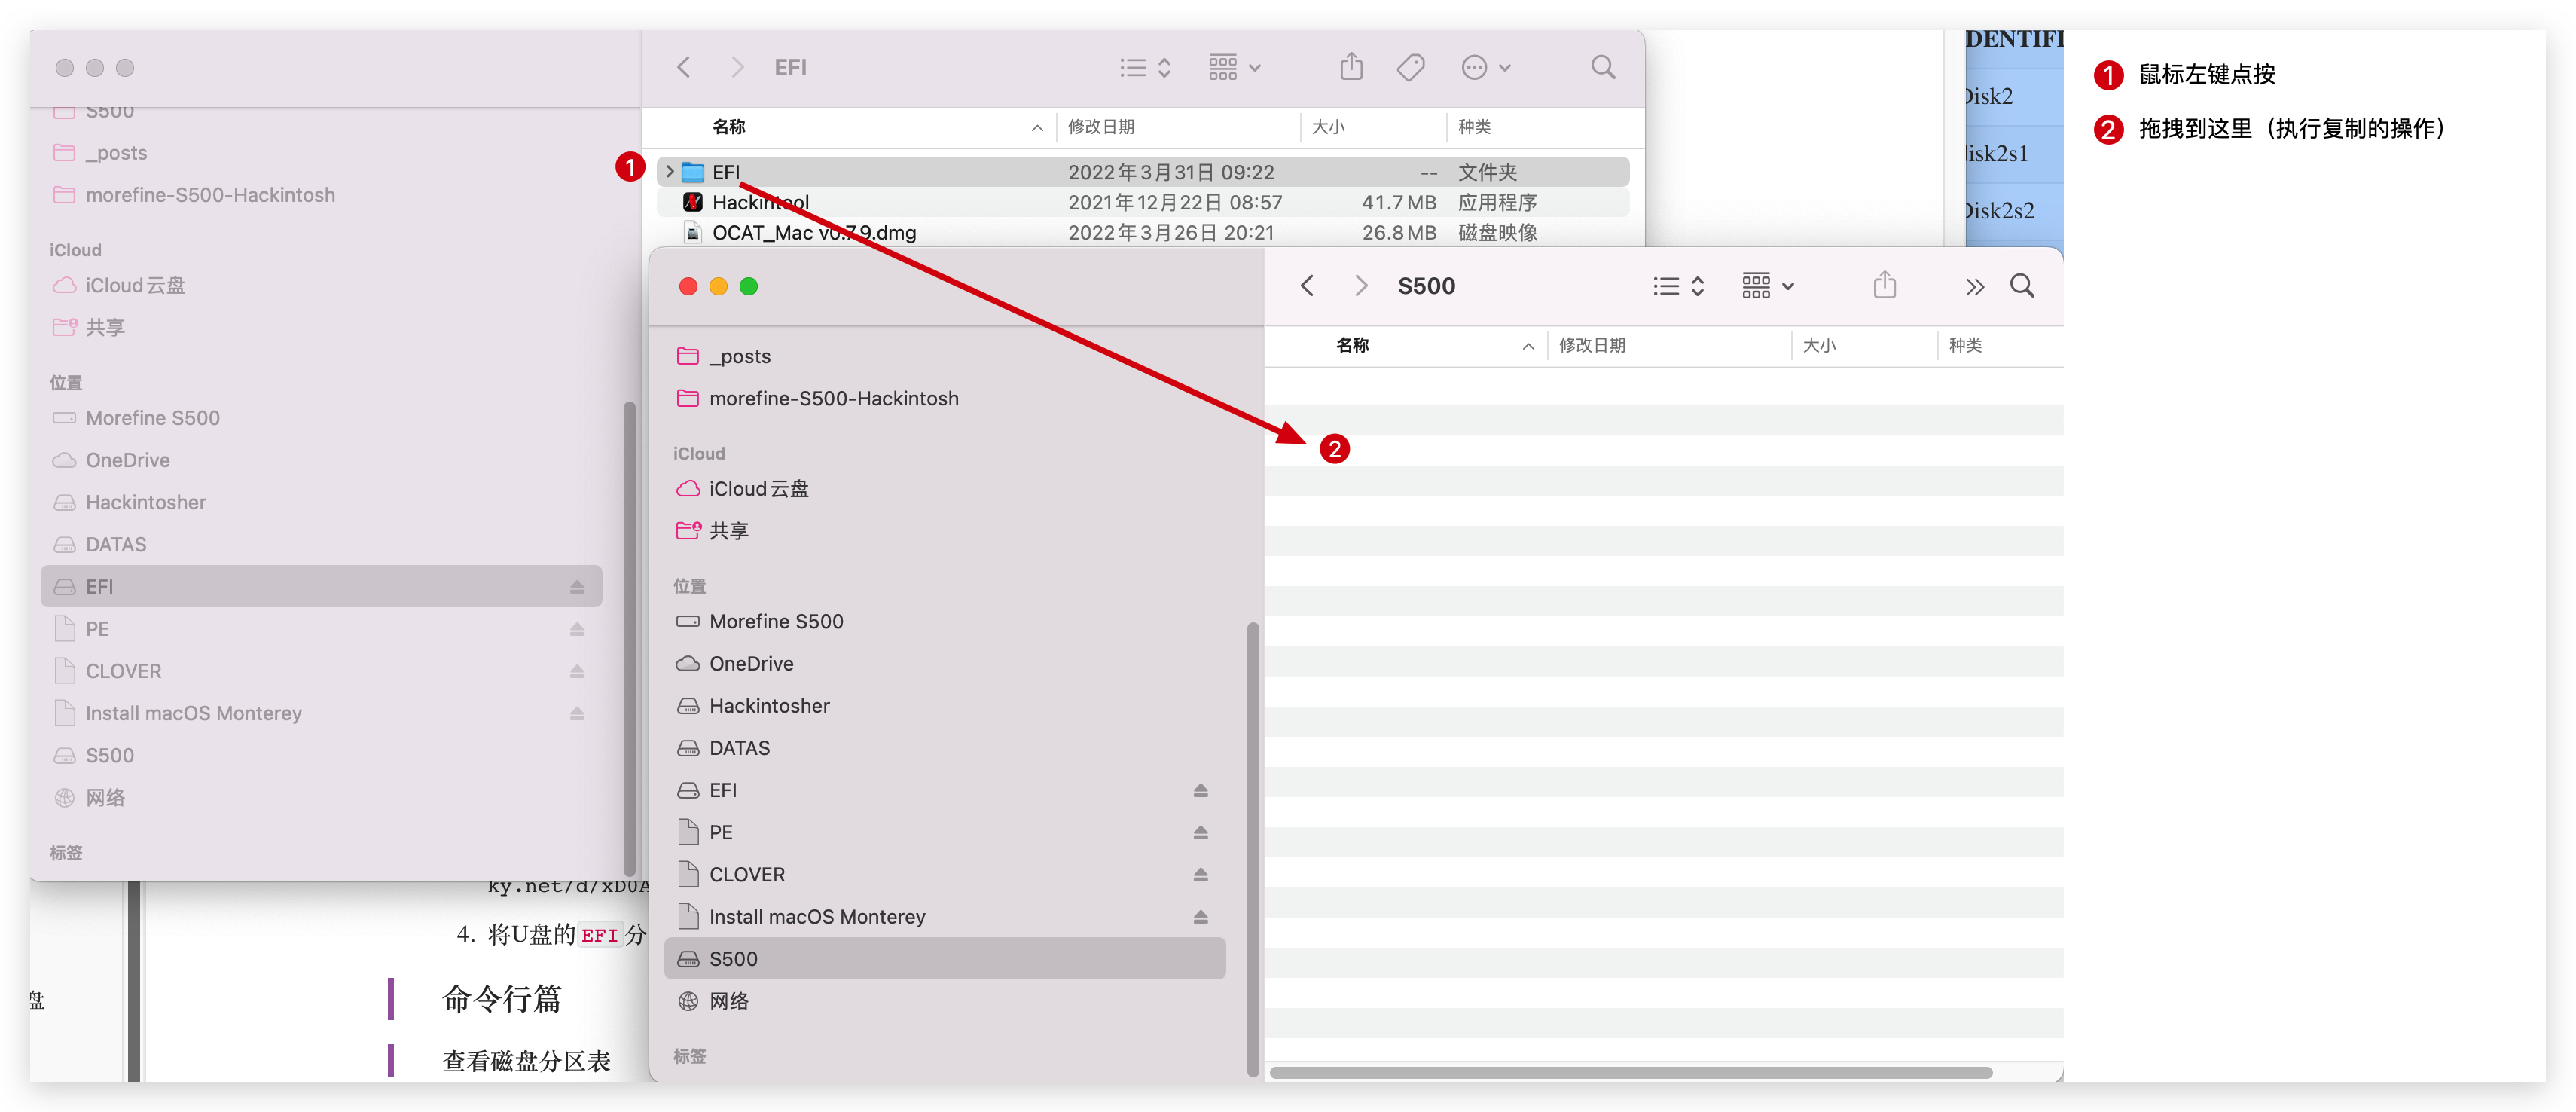 EFI
S500
_posts
morefine-S500-Hackintosh
iCloud
iCloud云盘
共享
位置
Morefine S500
OneDrive
Hackintosher
DATAS
EFI
PE
CLOVER
Install macOS Monterey
S500
网络
标签
名称 修改日期 大小 种类
1
EFI 2022年3月31日 09:22 -- 文件夹
Hackintool 2021年12月22日 08:57 41.7 MB 应用程序
OCAT_Mac v0.7.9.dmg 2022年3月26日 20:21 26.8 MB 磁盘映像
Disk2
disk2s1
Disk2s2
1 鼠标左键点按
2 拖拽到这里（执行复制的操作）
S500
_posts
morefine-S500-Hackintosh
iCloud
iCloud云盘
共享
位置
Morefine S500
OneDrive
Hackintosher
DATAS
EFI
PE
CLOVER
Install macOS Monterey
S500
网络
标签
名称 修改日期 大小 种类
2
ky.net/d/xD0A
4. 将U盘的EFI分
盘
命令行篇
查看磁盘分区表